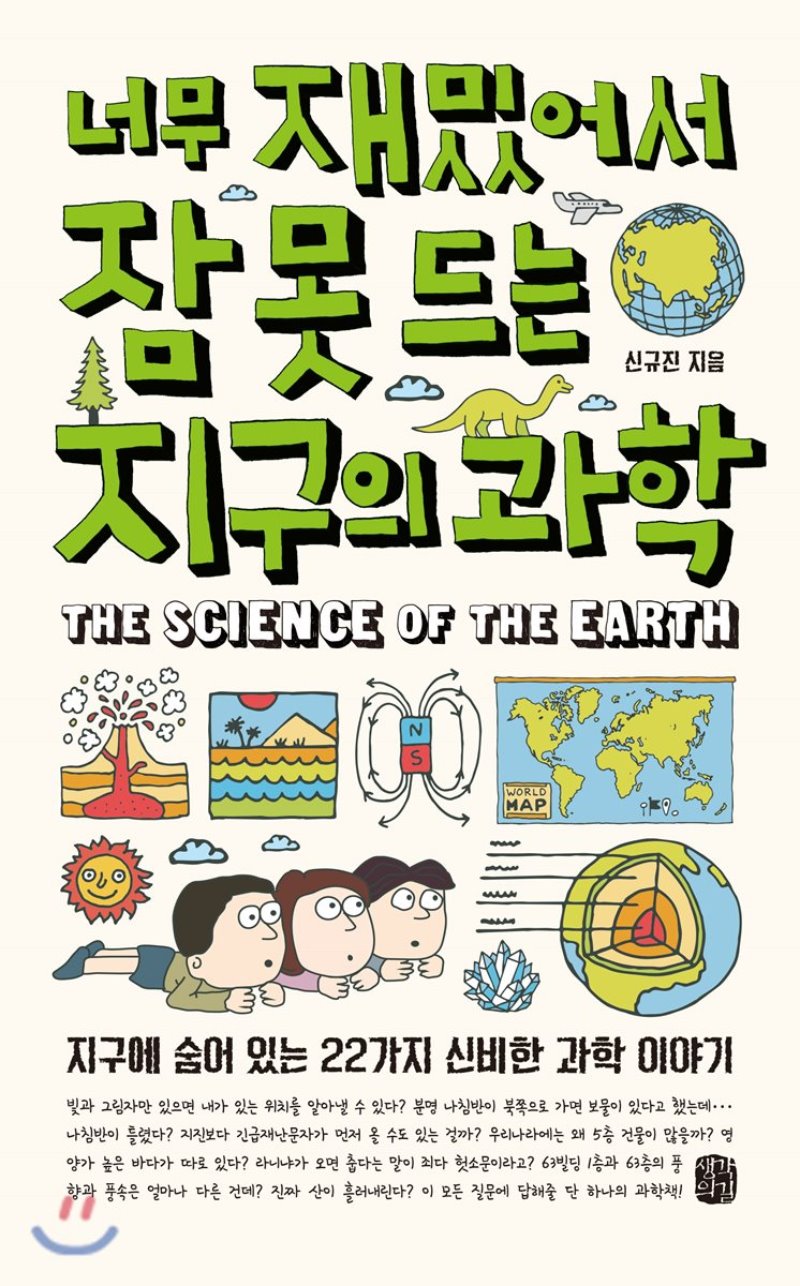 너무 재밌어서
잠 못 드는
신규진 지음
지구의 과학
THE SCIENCE OF THE EARTH
N
S
WORLD
MAP
지구에 숨어 있는 22가지 신비한 과학 이야기
빛과 그림자만 있으면 내가 있는 위치를 알아낼 수 있다? 분명 나침반이 북쪽으로 가면 보물이 있다고 했는데…
나침반이 틀렸다? 지진보다 긴급재난문자가 먼저 올 수도 있는 걸까? 우리나라에는 왜 5층 건물이 많을까? 영
양가 높은 바다가 따로 있다? 라니냐가 오면 춥다는 말이 죄다 헛소문이라고? 63빌딩 1층과 63층의 풍
향과 풍속은 얼마나 다른 건데? 진짜 산이 흘러내린다? 이 모든 질문에 답해줄 단 하나의 과학책!
생각
의길